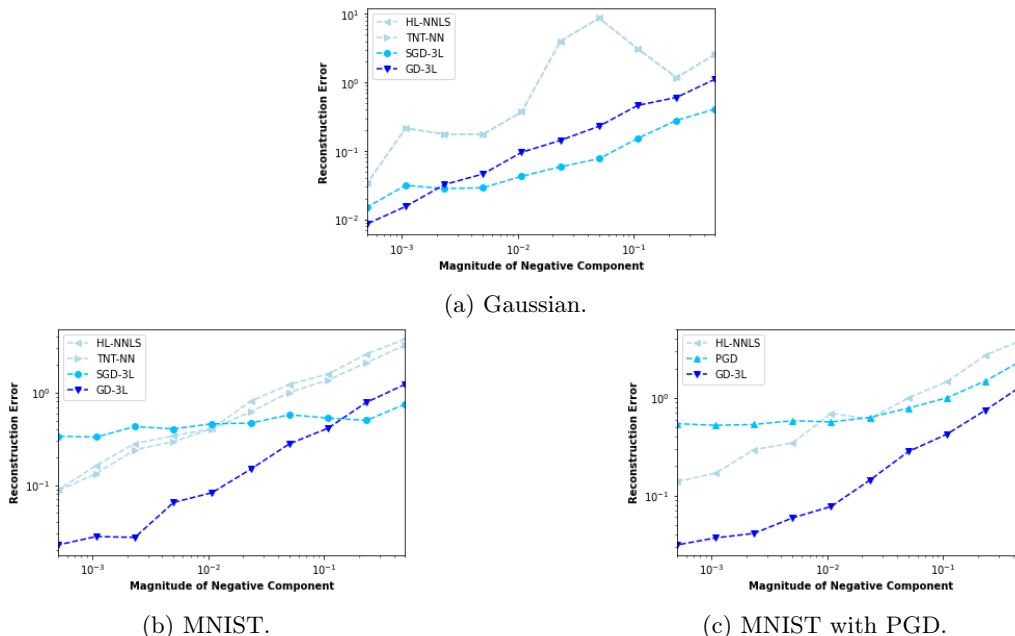 10¹
10⁰
10⁻¹
10⁻²
Reconstruction Error
HL-NNLS
TNT-NN
SGD-3L
GD-3L
10⁻³ 10⁻² 10⁻¹
Magnitude of Negative Component
(a) Gaussian.
10⁰
10⁻¹
Reconstruction Error
HL-NNLS
TNT-NN
SGD-3L
GD-3L
10⁻³ 10⁻² 10⁻¹
Magnitude of Negative Component
(b) MNIST.
10⁰
10⁻¹
Reconstruction Error
HL-NNLS
PGD
GD-3L
10⁻³ 10⁻² 10⁻¹
Magnitude of Negative Component
(c) MNIST with PGD.